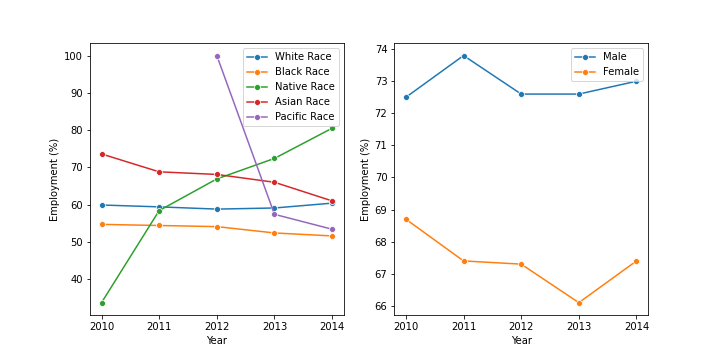 100
90
80
70
60
50
40
Employment (%)
2010 2011 2012 2013 2014
Year
White Race
Black Race
Native Race
Asian Race
Pacific Race
74
73
72
71
70
69
68
67
66
Employment (%)
2010 2011 2012 2013 2014
Year
Male
Female